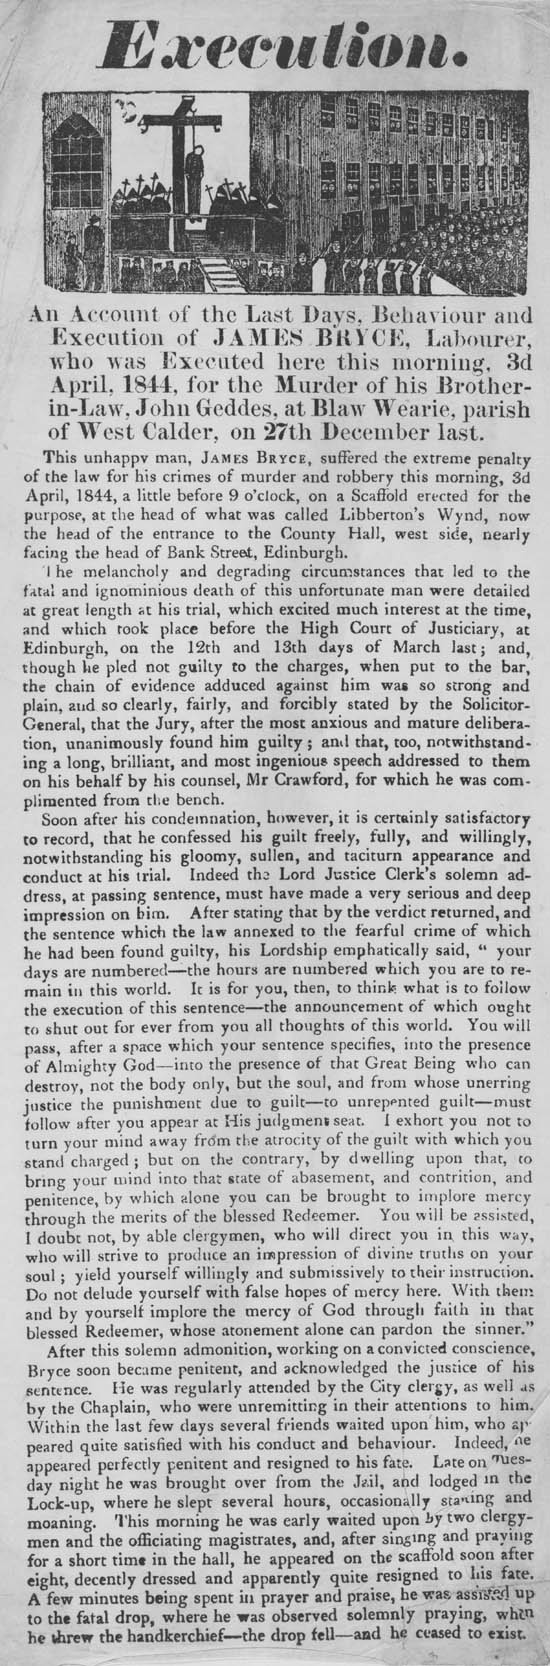 Execution.
An Account of the Last Days, Behaviour and
Execution of JAMES BRYCE, Labourer,
who was Executed here this morning, 3d
April, 1844, for the Murder of his Brother-
in-Law, John Geddes, at Blaw Wearie, parish
of West Calder, on 27th December last.
This unhappy man, JAMES BRYCE, suffered the extreme penalty
of the law for his crimes of murder and robbery this morning, 3d
April, 1844, a little before 9 o'clock, on a Scaffold erected for the
purpose, at the head of what was called Libberton's Wynd, now
the head of the entrance to the County Hall, west side, nearly
facing the head of Bank Street, Edinburgh.
The melancholy and degrading circumstances that led to the
fatal and ignominious death of this unfortunate man were detailed
at great length at his trial, which excited much interest at the time,
and which took place before the High Court of Justiciary, at
Edinburgh, on the 12th and 13th days of March last; and,
though he pled not guilty to the charges, when put to the bar,
the chain of evidence adduced against him was so strong and
plain, and so clearly, fairly, and forcibly stated by the Solicitor-
General, that the Jury, after the most anxious and mature delibera-
tion, unanimously found him guilty; and that, too, notwithstand-
ing a long, brilliant, and most ingenious speech addressed to them
on his behalf by his counsel, Mr Crawford, for which he was com-
plimented from the bench.
Soon after his condemnation, however, it is certainly satisfactory
to record, that he confessed his guilt freely, fully, and willingly,
notwithstanding his gloomy, sullen, and taciturn appearance and
conduct at his trial. Indeed the Lord Justice Clerk's solemn ad-
dress, at passing sentence, must have made a very serious and deep
impression on him. After stating that by the verdict returned, and
the sentence which the law annexed to the fearful crime of which
he had been found guilty, his Lordship emphatically said, " your
days are numbered—the hours are numbered which you are to re-
main in this world. It is for you, then, to think what is to follow
the execution of this sentence—the announcement of which ought
to shut out for ever from you all thoughts of this world. You will
pass, after a space which your sentence specifies, into the presence
of Almighty God—into the presence of that Great Being who can
destroy, not the body only, but the soul, and from whose unerring
justice the punishment due to guilt—to unrepented guilt—must
follow after you appear at His judgment seat. I exhort you not to
turn your mind away from the atrocity of the guilt with which you
stand charged; but on the contrary, by dwelling upon that, to
bring your mind into that state of abasement, and contrition, and
penitence, by which alone you can be brought to implore mercy
through the merits of the blessed Redeemer. You will be assisted,
I doubt not, by able clergymen, who will direct you in this way,
who will strive to produce an impression of divine truths on your
soul; yield yourself willingly and submissively to their instruction.
Do not delude yourself with false hopes of mercy here. With them
and by yourself implore the mercy of God through faith in that
blessed Redeemer, whose atonement alone can pardon the sinner."
After this solemn admonition, working on a convicted conscience,
Bryce soon became penitent, and acknowledged the justice of his
sentence. He was regularly attended by the City clergy, as well as
by the Chaplain, who were unremitting in their attentions to him.
Within the last few days several friends waited upon him, who ap-
peared quite satisfied with his conduct and behaviour. Indeed, he
appeared perfectly penitent and resigned to his fate. Late on Tues-
day night he was brought over from the Jail, and lodged in the
Lock-up, where he slept several hours, occasionally starting and
moaning. This morning he was early waited upon by two clergy-
men and the officiating magistrates, and, after singing and praying
for a short time in the hall, he appeared on the scaffold soon after
eight, decently dressed and apparently quite resigned to his fate.
A few minutes being spent in prayer and praise, he was assisted up
to the fatal drop, where he was observed solemnly praying, when
he threw the handkerchief—the drop fell—and he ceased to exist.